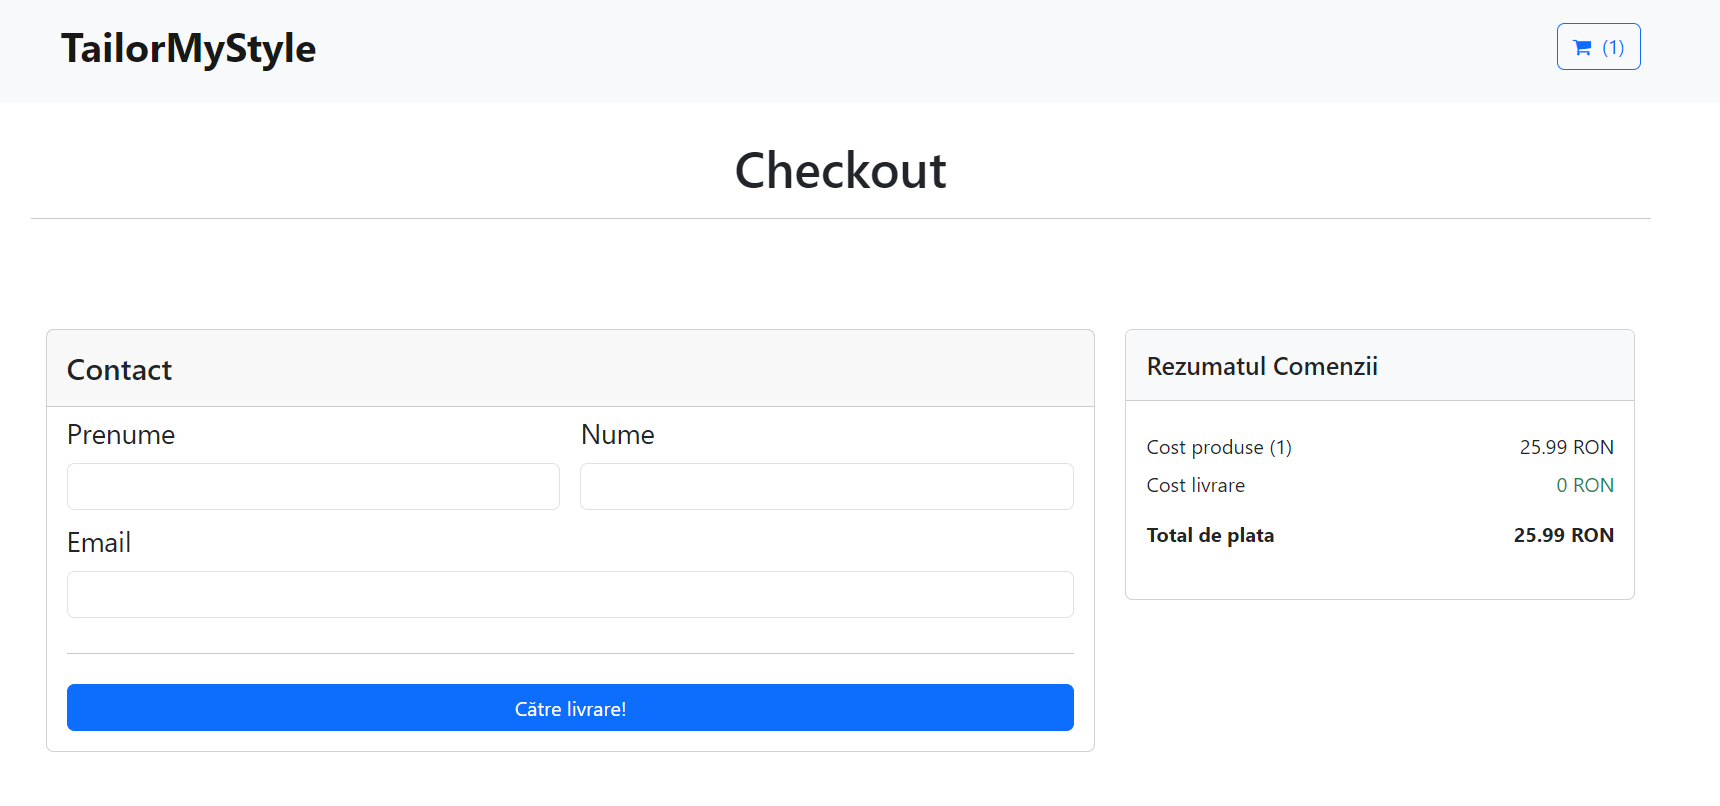 TailorMyStyle
(1)
Checkout
Contact
Prenume Nume
Email
Către livrare!
Rezumatul Comenzii
Cost produse (1) 25.99 RON
Cost livrare 0 RON
Total de plata 25.99 RON